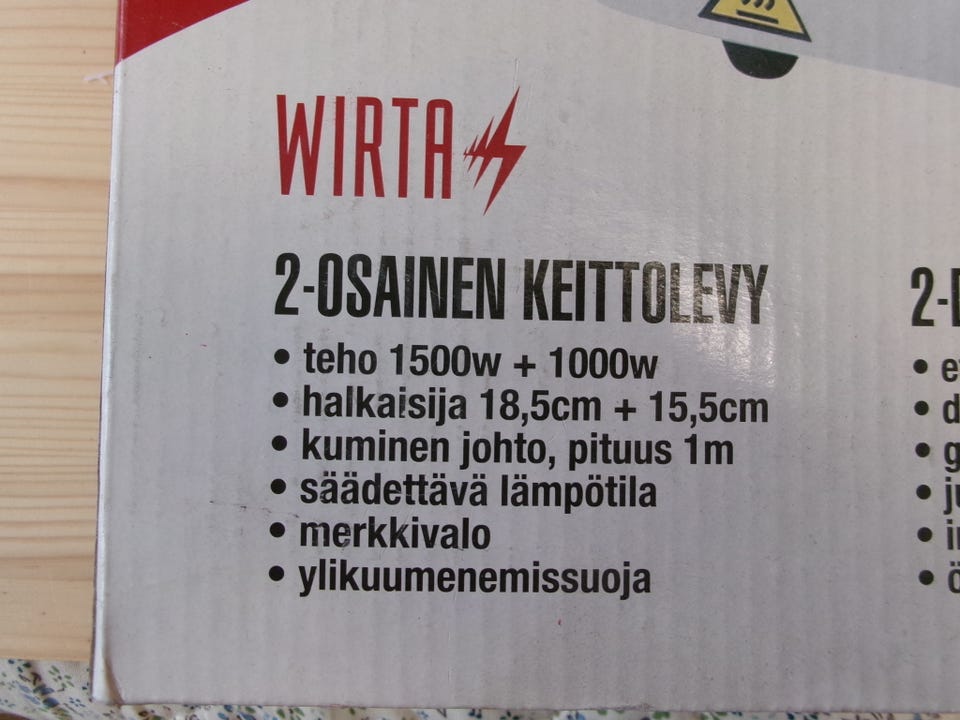 WIRTA
2-OSAINEN KEITTOLEVY
• teho 1500w + 1000w
• halkaisija 18,5cm + 15,5cm
• kuminen johto, pituus 1m
• säädettävä lämpötila
• merkkivalo
• ylikuumenemissuoja
2-